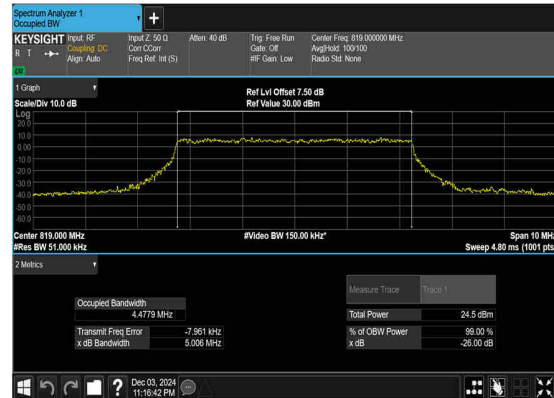 Spectrum Analyzer 1
Occupied BW
+
KEYSIGHT Input: RF Input Z: 50 Ω Atten: 40 dB Trig: Free Run Center Freq: 819.000000 MHz
R T Coupling: DC Corr CCorr Gate: Off Avg|Hold: 100/100
Align: Auto Freq Ref: Int (S) #IF Gain: Low Radio Std: None
1 Graph
Ref Lvl Offset 7.50 dB
Scale/Div 10.0 dB Ref Value 30.00 dBm
Log
20.0
10.0
0.00
-10.0
-20.0
-30.0
-40.0
-50.0
-60.0
Center 819.000 MHz #Video BW 150.00 kHz* Span 10 MHz
#Res BW 51.000 kHz Sweep 4.80 ms (1001 pts)
2 Metrics
Measure Trace Trace 1
Occupied Bandwidth
4.4779 MHz Total Power 24.5 dBm
Transmit Freq Error -7.961 kHz % of OBW Power 99.00 %
x dB Bandwidth 5.006 MHz x dB -26.00 dB
? Dec 03, 2024
11:16:42 PM